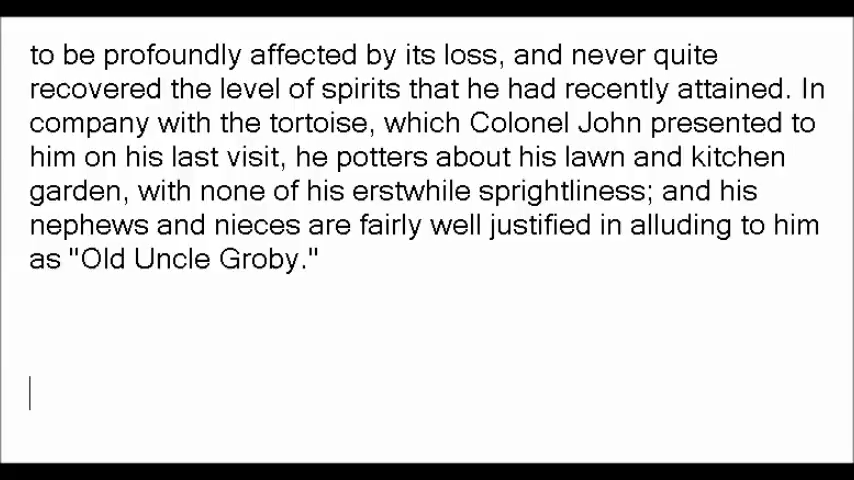 to be profoundly affected by its loss, and never quite
recovered the level of spirits that he had recently attained. In
company with the tortoise, which Colonel John presented to
him on his last visit, he potters about his lawn and kitchen
garden, with none of his erstwhile sprightliness; and his
nephews and nieces are fairly well justified in alluding to him
as "Old Uncle Groby."